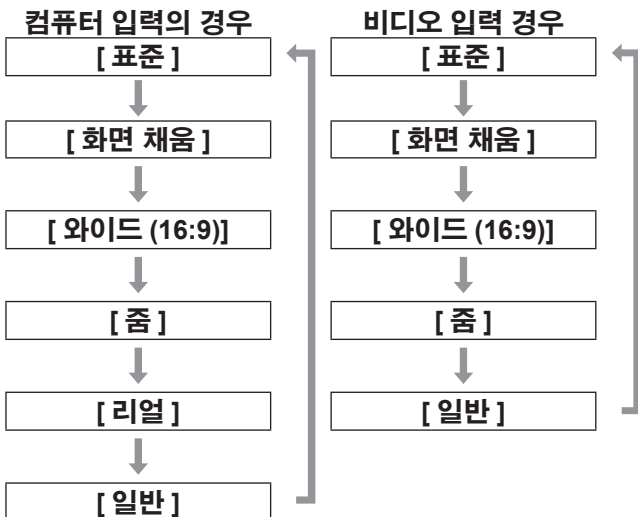 컴퓨터 입력의 경우
[ 표준 ]
[ 화면 채움 ]
[ 와이드 (16:9)]
[ 줌 ]
[ 리얼 ]
[ 일반 ]
비디오 입력 경우
[ 표준 ]
[ 화면 채움 ]
[ 와이드 (16:9)]
[ 줌 ]
[ 일반 ]